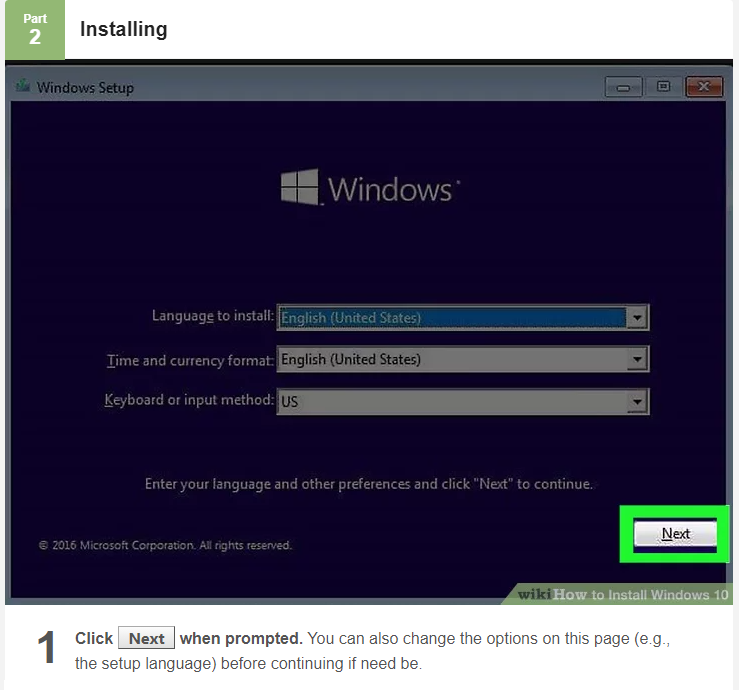 Part
2
Installing
Windows Setup
Windows
Language to install: English (United States)
Time and currency format: English (United States)
Keyboard or input method: US
Enter your language and other preferences and click "Next" to continue.
Next
© 2016 Microsoft Corporation. All rights reserved.
wikiHow to Install Windows 10
1
Click Next when prompted. You can also change the options on this page (e.g.,
the setup language) before continuing if need be.